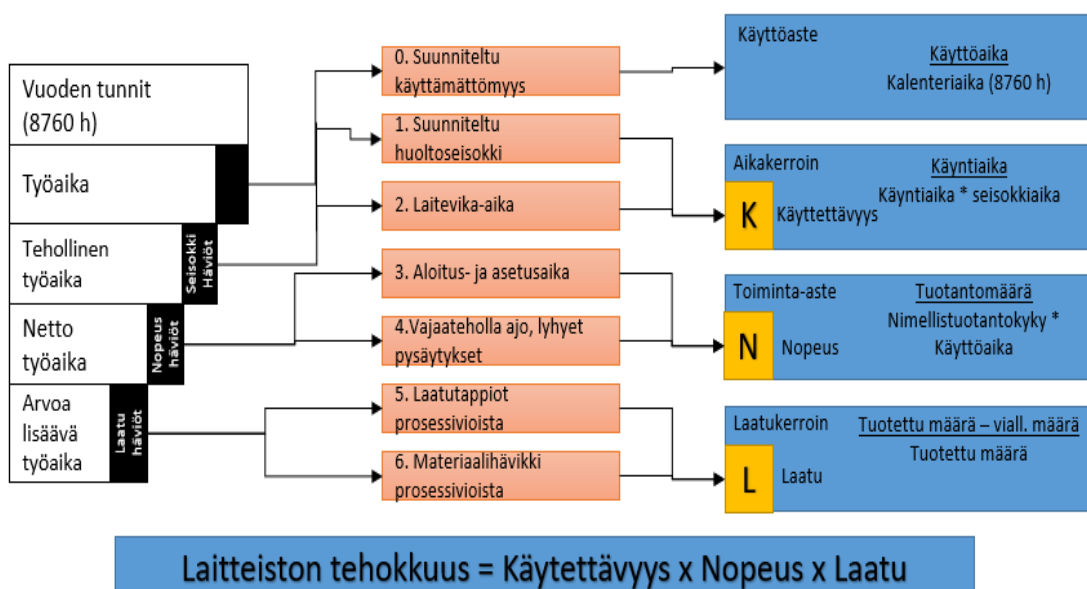 Vuoden tunnit
(8760 h)
Työaika
Tehollinen
työaika
Seisokki
Häviöt
Netto
työaika
Nopeus
häviöt
Arvoa
lisäävä
työaika
Laatu
häviöt
0. Suunniteltu
käyttämättömyys
1. Suunniteltu
huoltoseisokki
2. Laitevika-aika
3. Aloitus- ja asetusaika
4.Vajaateholla ajo, lyhyet
pysäytykset
5. Laatutappiot
prosessivioista
6. Materiaalihävikki
prosessivioista
Käyttöaste
Käyttöaika
Kalenteriaika (8760 h)
Aikakerroin
Käyntiaika
Käyntiaika * seisokkiaika
K
Käyttettävyys
Toiminta-aste
Tuotantomäärä
Nimellistuotantokyky *
Käyttöaika
N
Nopeus
Laatukerroin
Tuotettu määrä – viall. määrä
Tuotettu määrä
L
Laatu
Laitteiston tehokkuus = Käytettävyys x Nopeus x Laatu